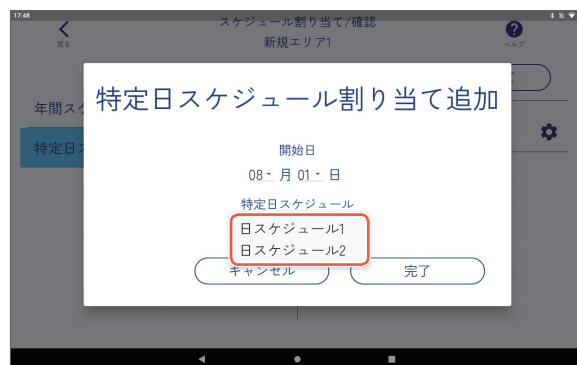 17:48
スケジュール割り当て/確認
新規エリア1
戻る
ヘルプ
年間ス
特定日ス
特定日スケジュール割り当て追加
開始日
08 月 01 日
特定日スケジュール
日スケジュール1
日スケジュール2
キャンセル
完了